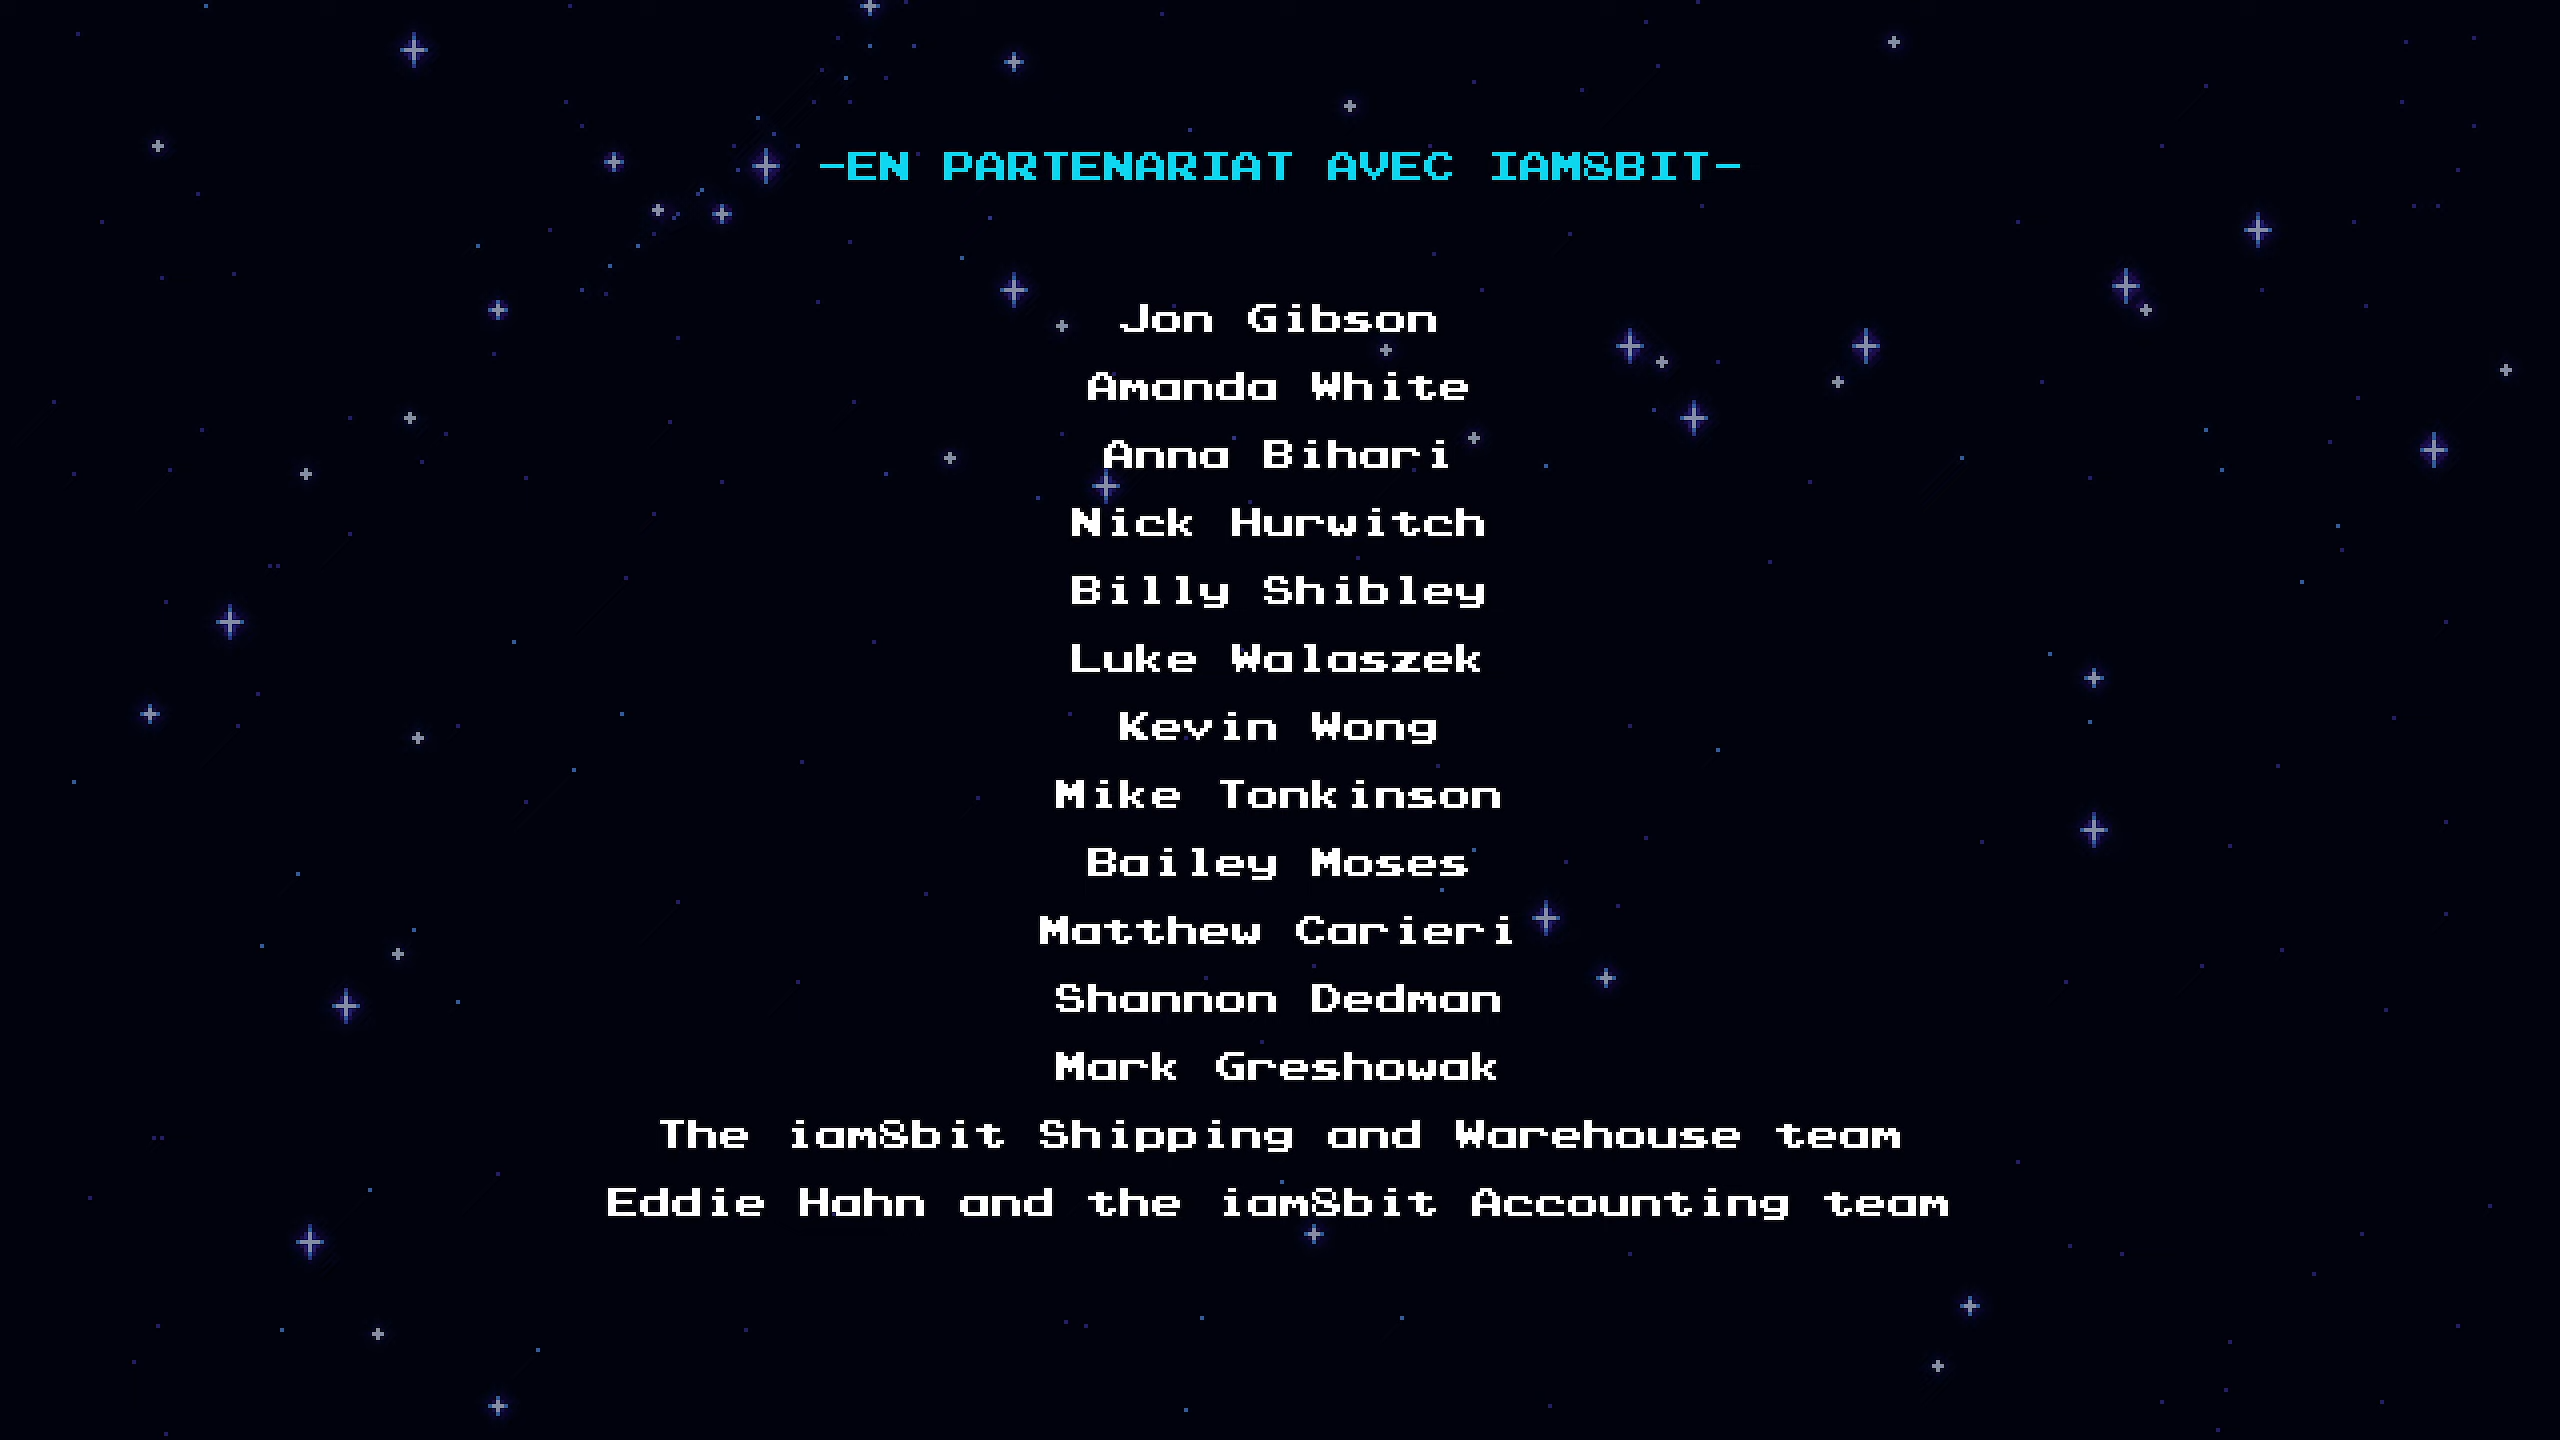 -EN PARTENARIAT AVEC IAM8BIT-
Jon Gibson
Amanda White
Anna Bihari
Nick Hurwitch
Billy Shibley
Luke Walaszek
Kevin Wong
Mike Tonkinson
Bailey Moses
Matthew Carieri
Shannon Dedman
Mark Greshowak
The iam8bit Shipping and Warehouse team
Eddie Hahn and the iam8bit Accounting team